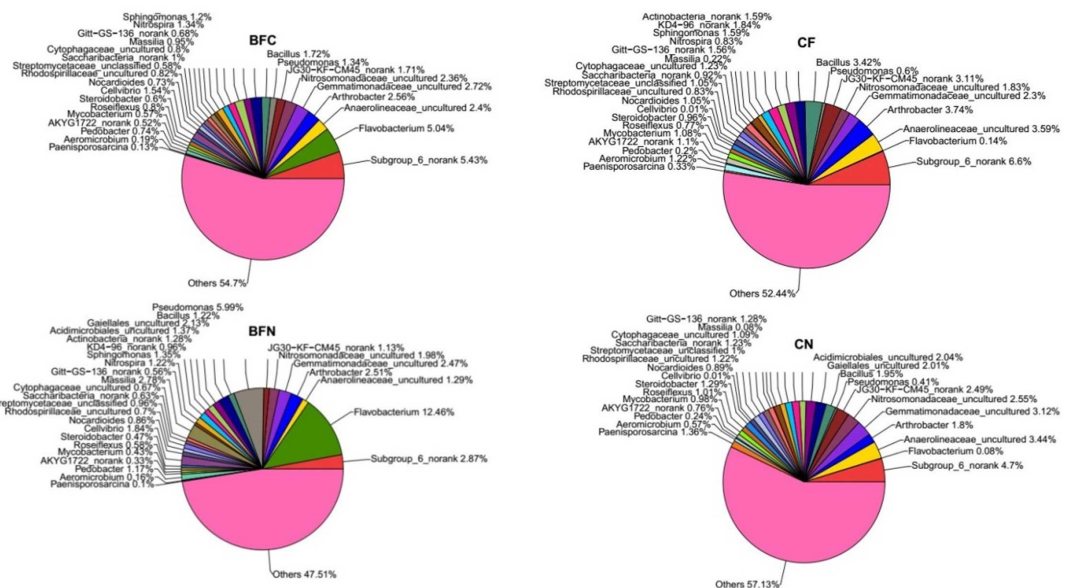 BFC
Sphingomonas 1.2%
Nitrospira 1.34%
Gitt-GS-136_norank 0.68%
Massilia 0.95%
Cytophagaceae_uncultured 0.8%
Saccharibacteria_norank 1%
Streptomycetaceae_unclassified 0.58%
Rhodospirillaceae_uncultured 0.82%
Nocardioides 0.73%
Cellvibrio 1.54%
Steroidobacter 0.6%
Roseiflexus 0.8%
Mycobacterium 0.57%
AKYG1722_norank 0.52%
Pedobacter 0.74%
Aeromicrobium 0.19%
Paenisporosarcina 0.13%
Bacillus 1.72%
Pseudomonas 1.34%
JG30-KF-CM45_norank 1.71%
Nitrosomonadaceae_uncultured 2.36%
Gemmatimonadaceae_uncultured 2.72%
Arthrobacter 2.56%
Anaerolineaceae_uncultured 2.4%
Flavobacterium 5.04%
Subgroup_6_norank 5.43%
Others 54.7%
CF
Actinobacteria_norank 1.59%
KD4-96_norank 1.84%
Sphingomonas 1.59%
Nitrospira 0.83%
Gitt-GS-136_norank 1.56%
Massilia 0.22%
Cytophagaceae_uncultured 1.23%
Saccharibacteria_norank 0.92%
Streptomycetaceae_unclassified 1.05%
Rhodospirillaceae_uncultured 0.83%
Nocardioides 1.05%
Cellvibrio 0.01%
Steroidobacter 0.96%
Roseiflexus 0.77%
Mycobacterium 1.08%
AKYG1722_norank 1.1%
Pedobacter 0.2%
Aeromicrobium 1.22%
Paenisporosarcina 0.33%
Bacillus 3.42%
Pseudomonas 0.6%
JG30-KF-CM45_norank 3.11%
Nitrosomonadaceae_uncultured 1.83%
Gemmatimonadaceae_uncultured 2.3%
Arthrobacter 3.74%
Anaerolineaceae_uncultured 3.59%
Flavobacterium 0.14%
Subgroup_6_norank 6.6%
Others 52.44%
BFN
Pseudomonas 5.99%
Bacillus 1.22%
Gaiellales_uncultured 2.13%
Acidimicrobiales_uncultured 1.37%
Actinobacteria_norank 1.28%
KD4-96_norank 0.96%
Sphingomonas 1.35%
Nitrospira 1.22%
Gitt-GS-136_norank 0.56%
Massilia 2.78%
Cytophagaceae_uncultured 0.67%
Saccharibacteria_norank 0.63%
reptomycetaceae_unclassified 0.96%
Rhodospirillaceae_uncultured 0.7%
Nocardioides 0.86%
Cellvibrio 1.84%
Steroidobacter 0.47%
Roseiflexus 0.58%
Mycobacterium 0.43%
AKYG1722_norank 0.33%
Pedobacter 1.17%
Aeromicrobium 0.16%
Paenisporosarcina 0.1%
JG30-KF-CM45_norank 1.13%
Nitrosomonadaceae_uncultured 1.98%
Gemmatimonadaceae_uncultured 2.47%
Arthrobacter 2.51%
Anaerolineaceae_uncultured 1.29%
Flavobacterium 12.46%
Subgroup_6_norank 2.87%
Others 47.51%
CN
Gitt-GS-136_norank 1.28%
Massilia 0.08%
Cytophagaceae_uncultured 1.09%
Saccharibacteria_norank 1.23%
Streptomycetaceae_unclassified 1%
Rhodospirillaceae_uncultured 1.22%
Nocardioides 0.89%
Cellvibrio 0.01%
Steroidobacter 1.29%
Roseiflexus 1.01%
Mycobacterium 0.98%
AKYG1722_norank 0.76%
Pedobacter 0.24%
Aeromicrobium 0.57%
Paenisporosarcina 1.36%
Acidimicrobiales_uncultured 2.04%
Gaiellales_uncultured 2.01%
Bacillus 1.95%
Pseudomonas 0.41%
JG30-KF-CM45_norank 2.49%
Nitrosomonadaceae_uncultured 2.55%
Gemmatimonadaceae_uncultured 3.12%
Arthrobacter 1.8%
Anaerolineaceae_uncultured 3.44%
Flavobacterium 0.08%
Subgroup_6_norank 4.7%
Others 57.13%